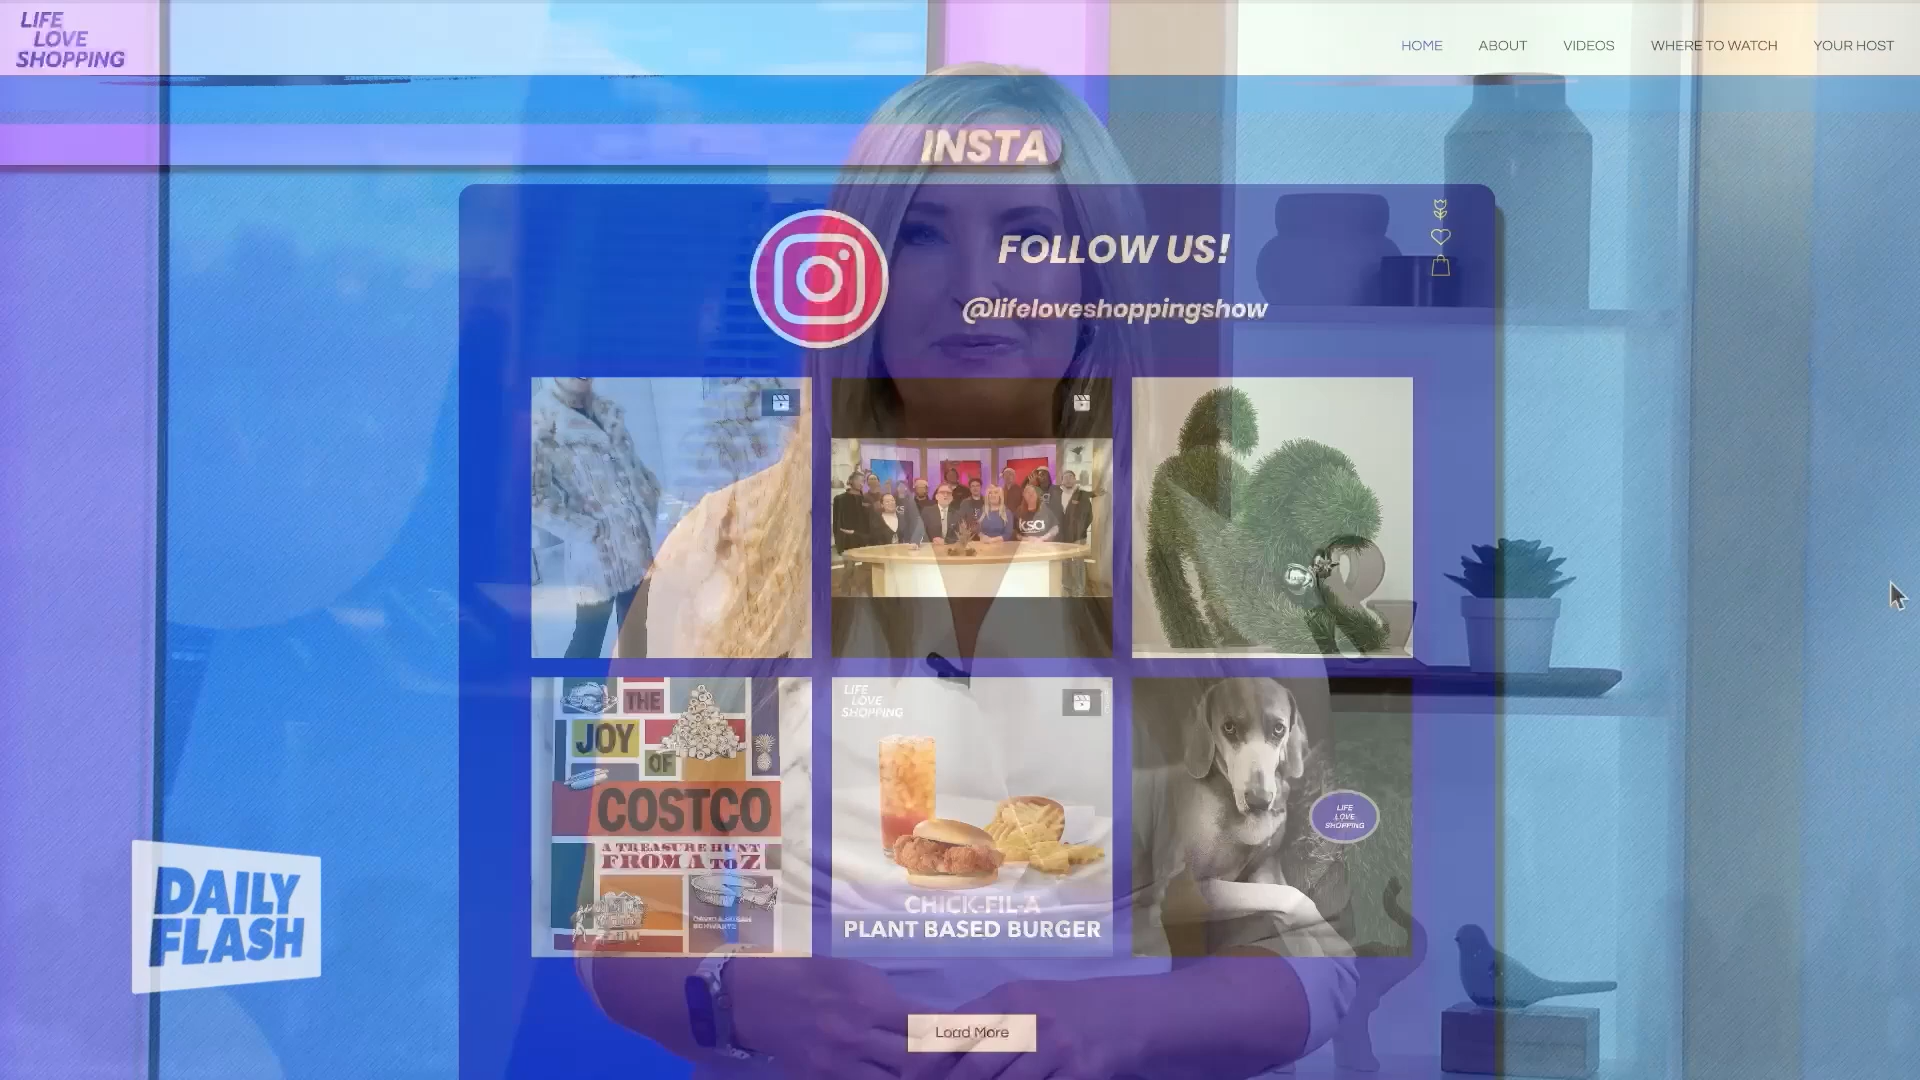 LIFE
LOVE
SHOPPING
HOME ABOUT VIDEOS WHERE TO WATCH YOUR HOST
INSTA
FOLLOW US!
@lifeloveshoppingshow
ksa
THE
JOY
OF
COSTCO
A TREASURE HUNT
FROM A TO Z
LIFE
LOVE
SHOPPING
CHICK-FIL-A
PLANT BASED BURGER
LIFE
LOVE
SHOPPING
DAILY
FLASH
Load More